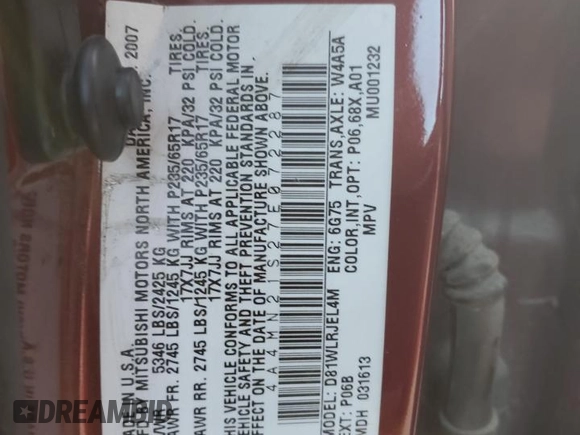 MADE IN U.S.A.
BY MITSUBISHI MOTORS NORTH AMERICA, INC. 2007
GVWR 5346 LBS/2425 KG
GAWR FR. 2745 LBS/1245 KG WITH P235/65R17 TIRES,
17X7JJ RIMS AT 220 KPA/32 PSI COLD.
GAWR RR. 2745 LBS/1245 KG WITH P235/65R17 TIRES,
17X7JJ RIMS AT 220 KPA/32 PSI COLD.
THIS VEHICLE CONFORMS TO ALL APPLICABLE FEDERAL MOTOR
VEHICLE SAFETY AND THEFT PREVENTION STANDARDS IN
EFFECT ON THE DATE OF MANUFACTURE SHOWN ABOVE.
4A4MN21S27E072287
MODEL: D81WLRJEL4M ENG: 6G75 TRANS,AXLE: W4A5A
EXT: P06B COLOR,INT,OPT: P06,68X,A01
MDH 031613 MPV MU001232
DREAMERAUTO.COM